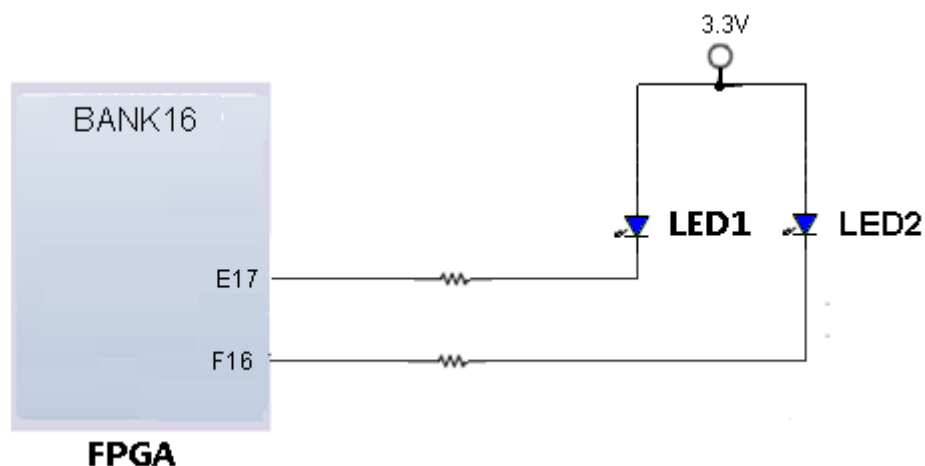 3.3V
BANK16
LED1
LED2
E17
F16
FPGA